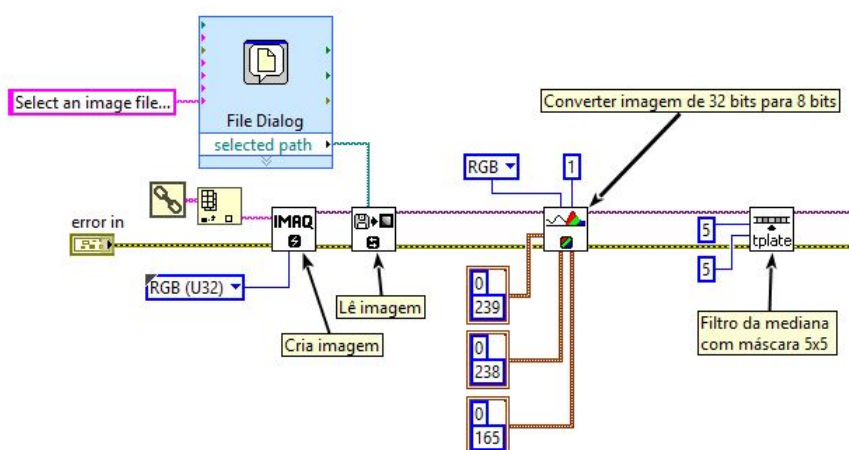 Select an image file...
File Dialog
selected path
Converter imagem de 32 bits para 8 bits
RGB
1
error in
IMAQ
RGB (U32)
Lê imagem
Cria imagem
0
239
0
238
0
165
5
5
tplate
Filtro da mediana
com máscara 5x5